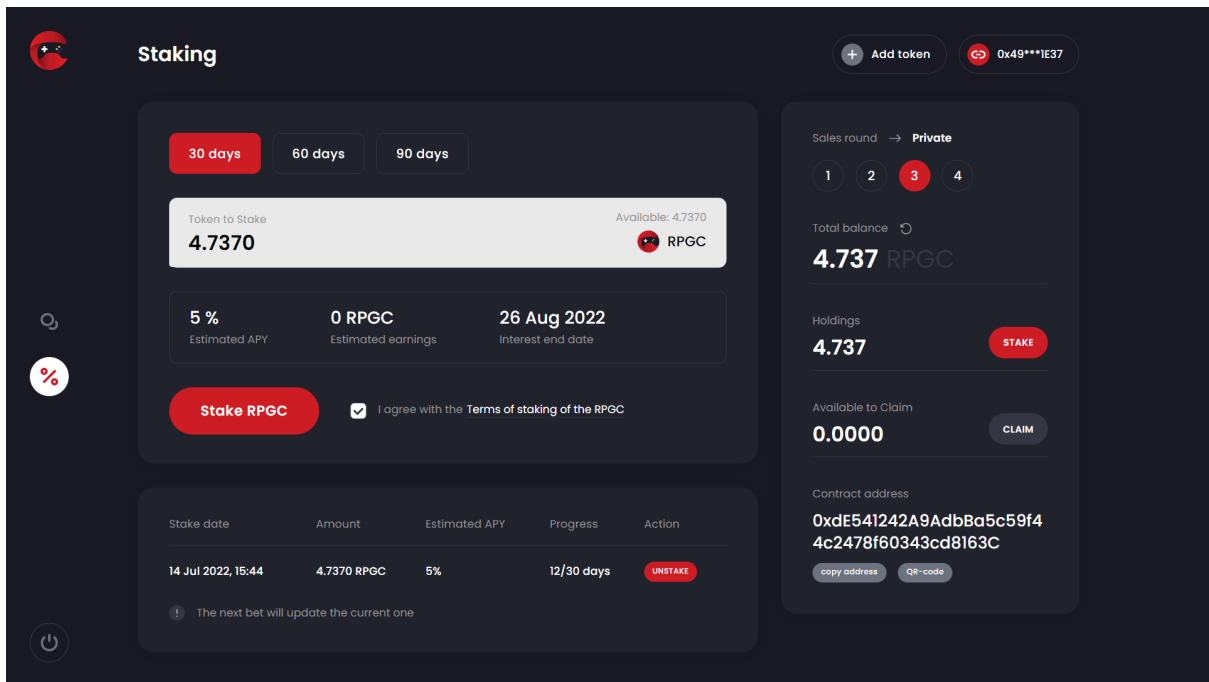 Staking
Add token
0x49***1E37
30 days
60 days
90 days
Token to Stake
Available: 4.7370
4.7370
RPGC
5 %
0 RPGC
26 Aug 2022
Estimated APY
Estimated earnings
Interest end date
Stake RPGC
I agree with the Terms of staking of the RPGC
Stake date
Amount
Estimated APY
Progress
Action
14 Jul 2022, 15:44
4.7370 RPGC
5%
12/30 days
UNSTAKE
! The next bet will update the current one
Sales round → Private
1
2
3
4
Total balance
4.737 RPGC
Holdings
4.737
STAKE
Available to Claim
0.0000
CLAIM
Contract address
0xdE541242A9AdbBa5c59f4
4c2478f60343cd8163C
copy address
QR-code